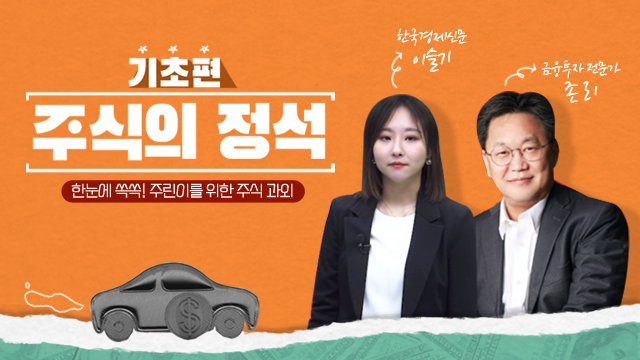 기초편
주식의 정석
한눈에 쏙쏙! 주린이를 위한 주식 과외
한국경제신문
이슬기
금융투자 전문가
존 리
$